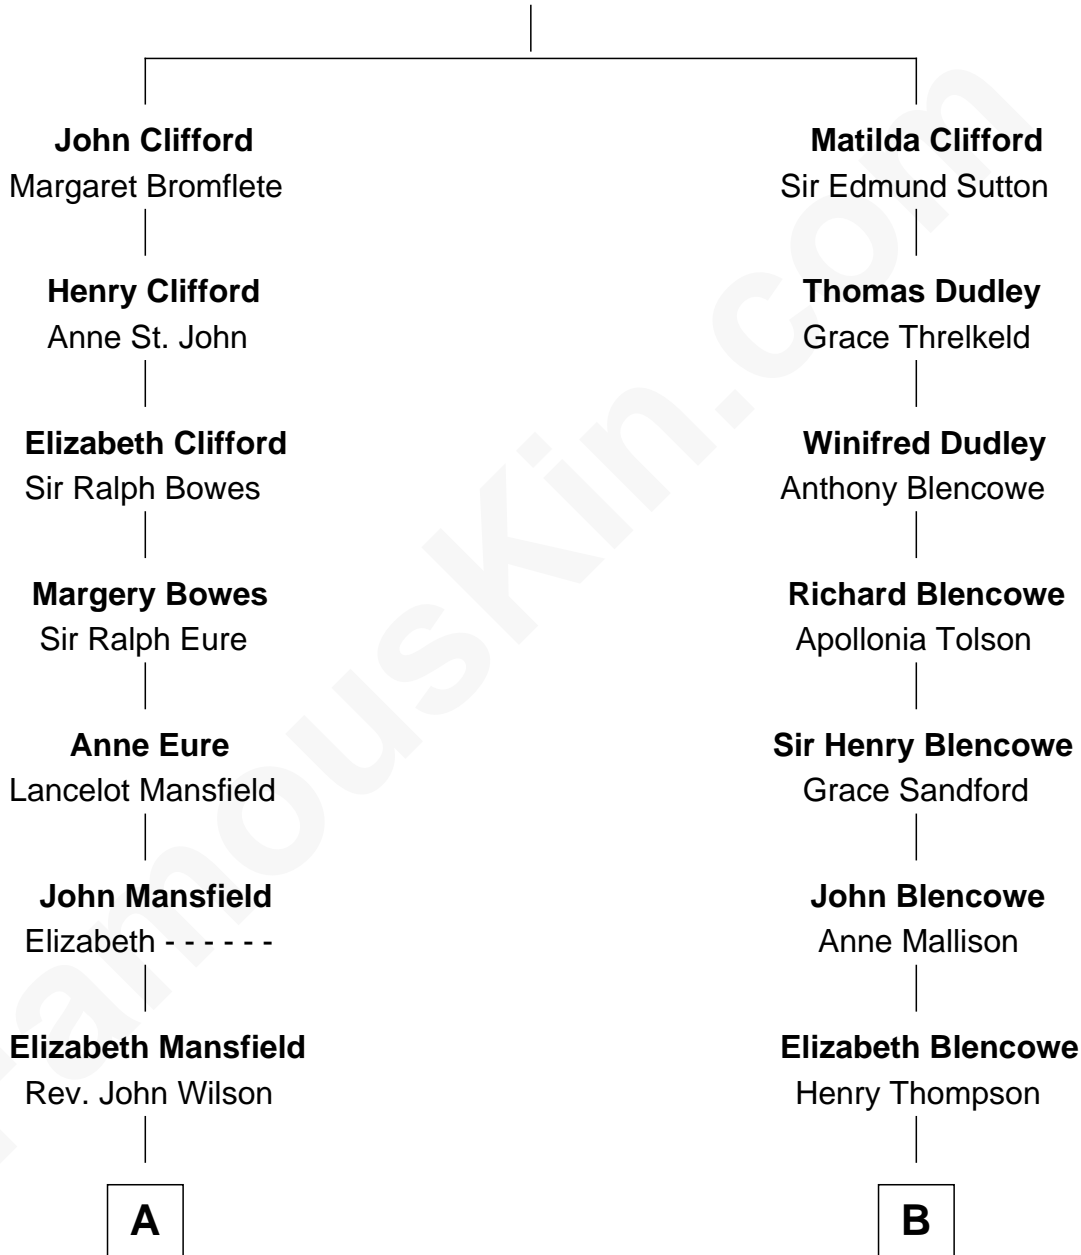 John Clifford
Margaret Bromflete
Matilda Clifford
Sir Edmund Sutton
Henry Clifford
Anne St. John
Thomas Dudley
Grace Threlkeld
Elizabeth Clifford
Sir Ralph Bowes
Winifred Dudley
Anthony Blencowe
Margery Bowes
Sir Ralph Eure
Richard Blencowe
Apollonia Tolson
Anne Eure
Lancelot Mansfield
Sir Henry Blencowe
Grace Sandford
John Mansfield
Elizabeth - - - - - -
John Blencowe
Anne Mallison
Elizabeth Mansfield
Rev. John Wilson
Elizabeth Blencowe
Henry Thompson
A
B
FamousKin.com